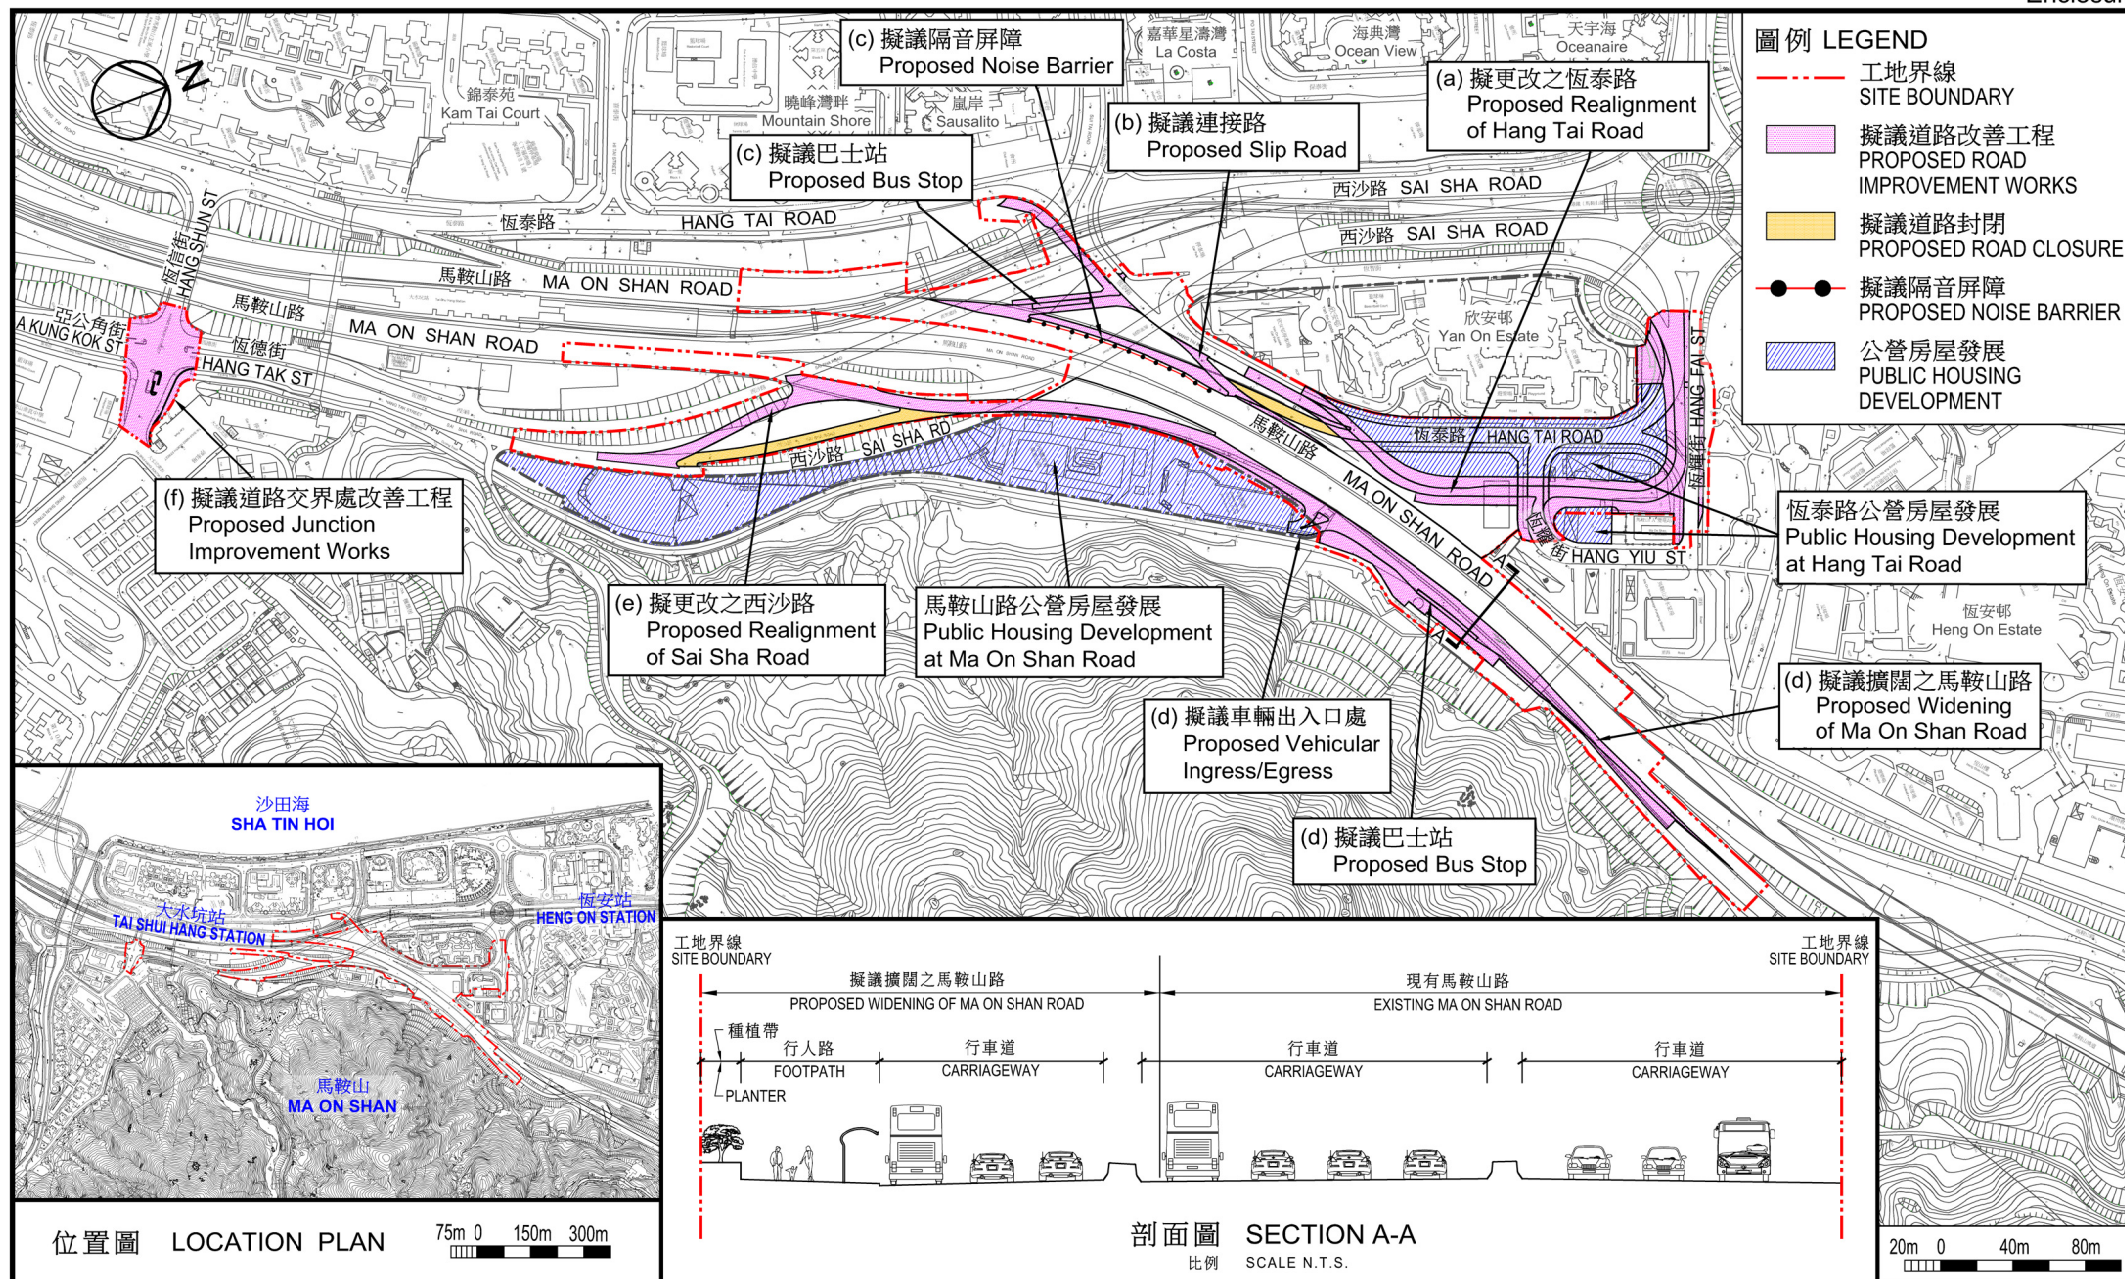 Enclosure
(c) 擬議隔音屏障
Proposed Noise Barrier
嘉華星濤灣
La Costa
海典灣
Ocean View
天宇海
Oceanaire
(a) 擬更改之恆泰路
Proposed Realignment
of Hang Tai Road
錦泰苑
Kam Tai Court
曉峰灣畔
Mountain Shore
嵐岸
Sausalito
(b) 擬議連接路
Proposed Slip Road
(c) 擬議巴士站
Proposed Bus Stop
圖例 LEGEND
工地界線
SITE BOUNDARY
擬議道路改善工程
PROPOSED ROAD
IMPROVEMENT WORKS
擬議道路封閉
PROPOSED ROAD CLOSURE
擬議隔音屏障
PROPOSED NOISE BARRIER
公營房屋發展
PUBLIC HOUSING
DEVELOPMENT
N
恆信街
HANG SHUN ST
恆泰路 HANG TAI ROAD
西沙路 SAI SHA ROAD
西沙路 SAI SHA ROAD
馬鞍山路 MA ON SHAN ROAD
馬鞍山路 MA ON SHAN ROAD
亞公角街
A KUNG KOK ST
恆德街
HANG TAK ST
欣安邨
Yan On Estate
西沙路 SAI SHA RD
馬鞍山路 MA ON SHAN ROAD
恆泰路 HANG TAI ROAD
恆輝街 HANG FAI ST
恆耀街 HANG YIU ST
(f) 擬議道路交界處改善工程
Proposed Junction
Improvement Works
(e) 擬更改之西沙路
Proposed Realignment
of Sai Sha Road
馬鞍山路公營房屋發展
Public Housing Development
at Ma On Shan Road
恆泰路公營房屋發展
Public Housing Development
at Hang Tai Road
A
A
恆安邨
Heng On Estate
(d) 擬議擴闊之馬鞍山路
Proposed Widening
of Ma On Shan Road
(d) 擬議車輛出入口處
Proposed Vehicular
Ingress/Egress
(d) 擬議巴士站
Proposed Bus Stop
沙田海
SHA TIN HOI
大水坑站
TAI SHUI HANG STATION
恆安站
HENG ON STATION
馬鞍山
MA ON SHAN
位置圖 LOCATION PLAN
75m 0 150m 300m
工地界線
SITE BOUNDARY
工地界線
SITE BOUNDARY
擬議擴闊之馬鞍山路
PROPOSED WIDENING OF MA ON SHAN ROAD
現有馬鞍山路
EXISTING MA ON SHAN ROAD
種植帶
PLANTER
行人路
FOOTPATH
行車道
CARRIAGEWAY
行車道
CARRIAGEWAY
行車道
CARRIAGEWAY
剖面圖 SECTION A-A
比例 SCALE N.T.S.
20m 0 40m 80m